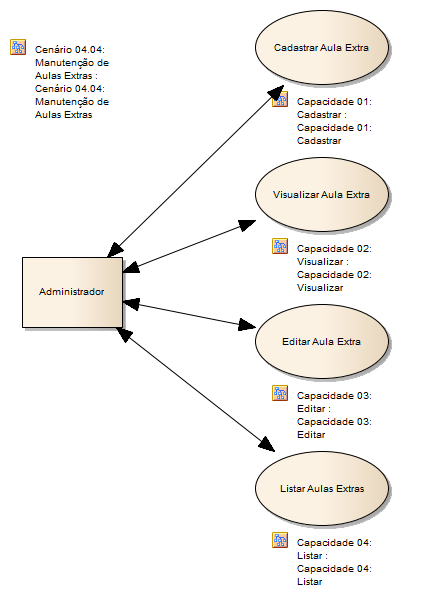 Cadastrar Aula Extra
Cenário 04.04:
Manutenção de
Aulas Extras :
Cenário 04.04:
Manutenção de
Aulas Extras
Capacidade 01:
Cadastrar :
Capacidade 01:
Cadastrar
Visualizar Aula Extra
Capacidade 02:
Visualizar :
Capacidade 02:
Visualizar
Administrador
Editar Aula Extra
Capacidade 03:
Editar :
Capacidade 03:
Editar
Listar Aulas Extras
Capacidade 04:
Listar :
Capacidade 04:
Listar